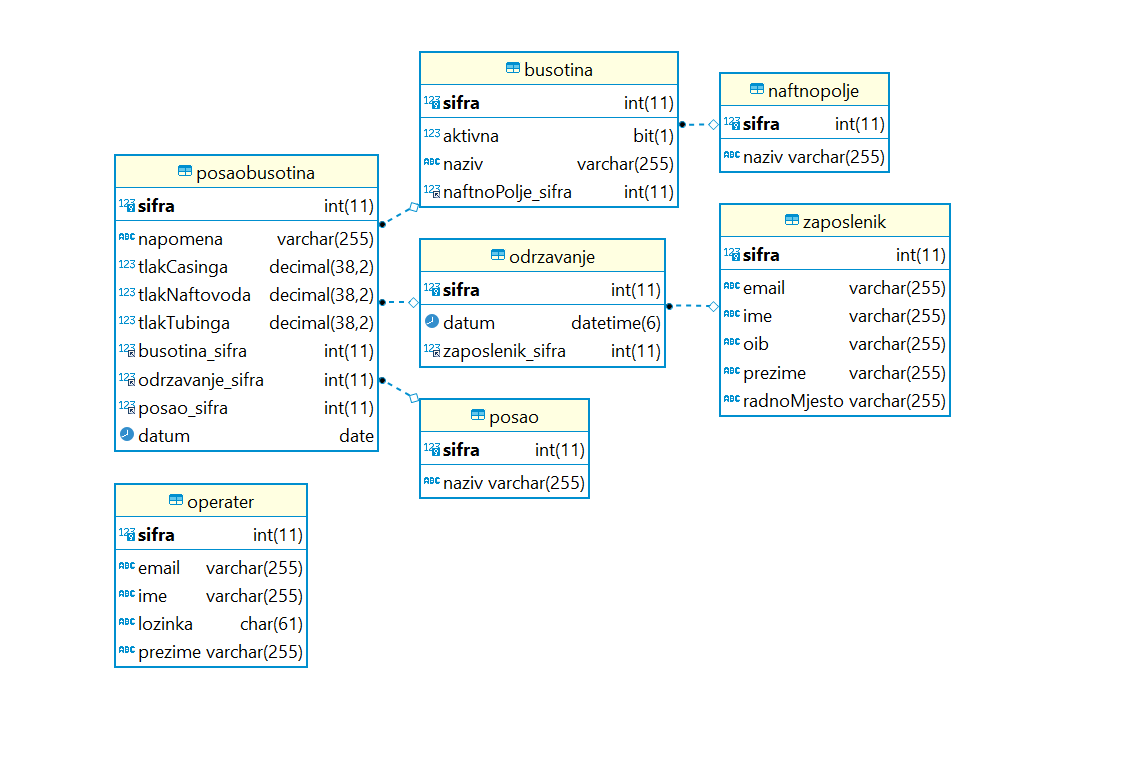 busotina
sifra int(11)
aktivna bit(1)
naziv varchar(255)
naftnoPolje_sifra int(11)
naftnopolje
sifra int(11)
naziv varchar(255)
posaobusotina
sifra int(11)
napomena varchar(255)
tlakCasinga decimal(38,2)
tlakNaftovoda decimal(38,2)
tlakTubinga decimal(38,2)
busotina_sifra int(11)
odrzavanje_sifra int(11)
posao_sifra int(11)
datum date
odrzavanje
sifra int(11)
datum datetime(6)
zaposlenik_sifra int(11)
zaposlenik
sifra int(11)
email varchar(255)
ime varchar(255)
oib varchar(255)
prezime varchar(255)
radnoMjesto varchar(255)
posao
sifra int(11)
naziv varchar(255)
operater
sifra int(11)
email varchar(255)
ime varchar(255)
lozinka char(61)
prezime varchar(255)